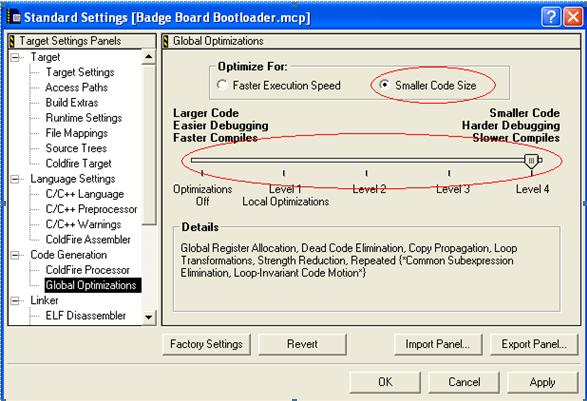 Standard Settings [Badge Board Bootloader.mcp]
Target Settings Panels
Target
Target Settings
Access Paths
Build Extras
Runtime Settings
File Mappings
Source Trees
Coldfire Target
Language Settings
C/C++ Language
C/C++ Preprocessor
C/C++ Warnings
ColdFire Assembler
Code Generation
ColdFire Processor
Global Optimizations
Linker
ELF Disassembler
Global Optimizations
Optimize For:
Faster Execution Speed
Smaller Code Size
Larger Code
Easier Debugging
Faster Compiles
Smaller Code
Harder Debugging
Slower Compiles
Optimizations
Off
Level 1
Local Optimizations
Level 2
Level 3
Level 4
Details
Global Register Allocation, Dead Code Elimination, Copy Propagation, Loop
Transformations, Strength Reduction, Repeated {*Common Subexpression
Elimination, Loop-Invariant Code Motion*}
Factory Settings
Revert
Import Panel...
Export Panel...
OK
Cancel
Apply